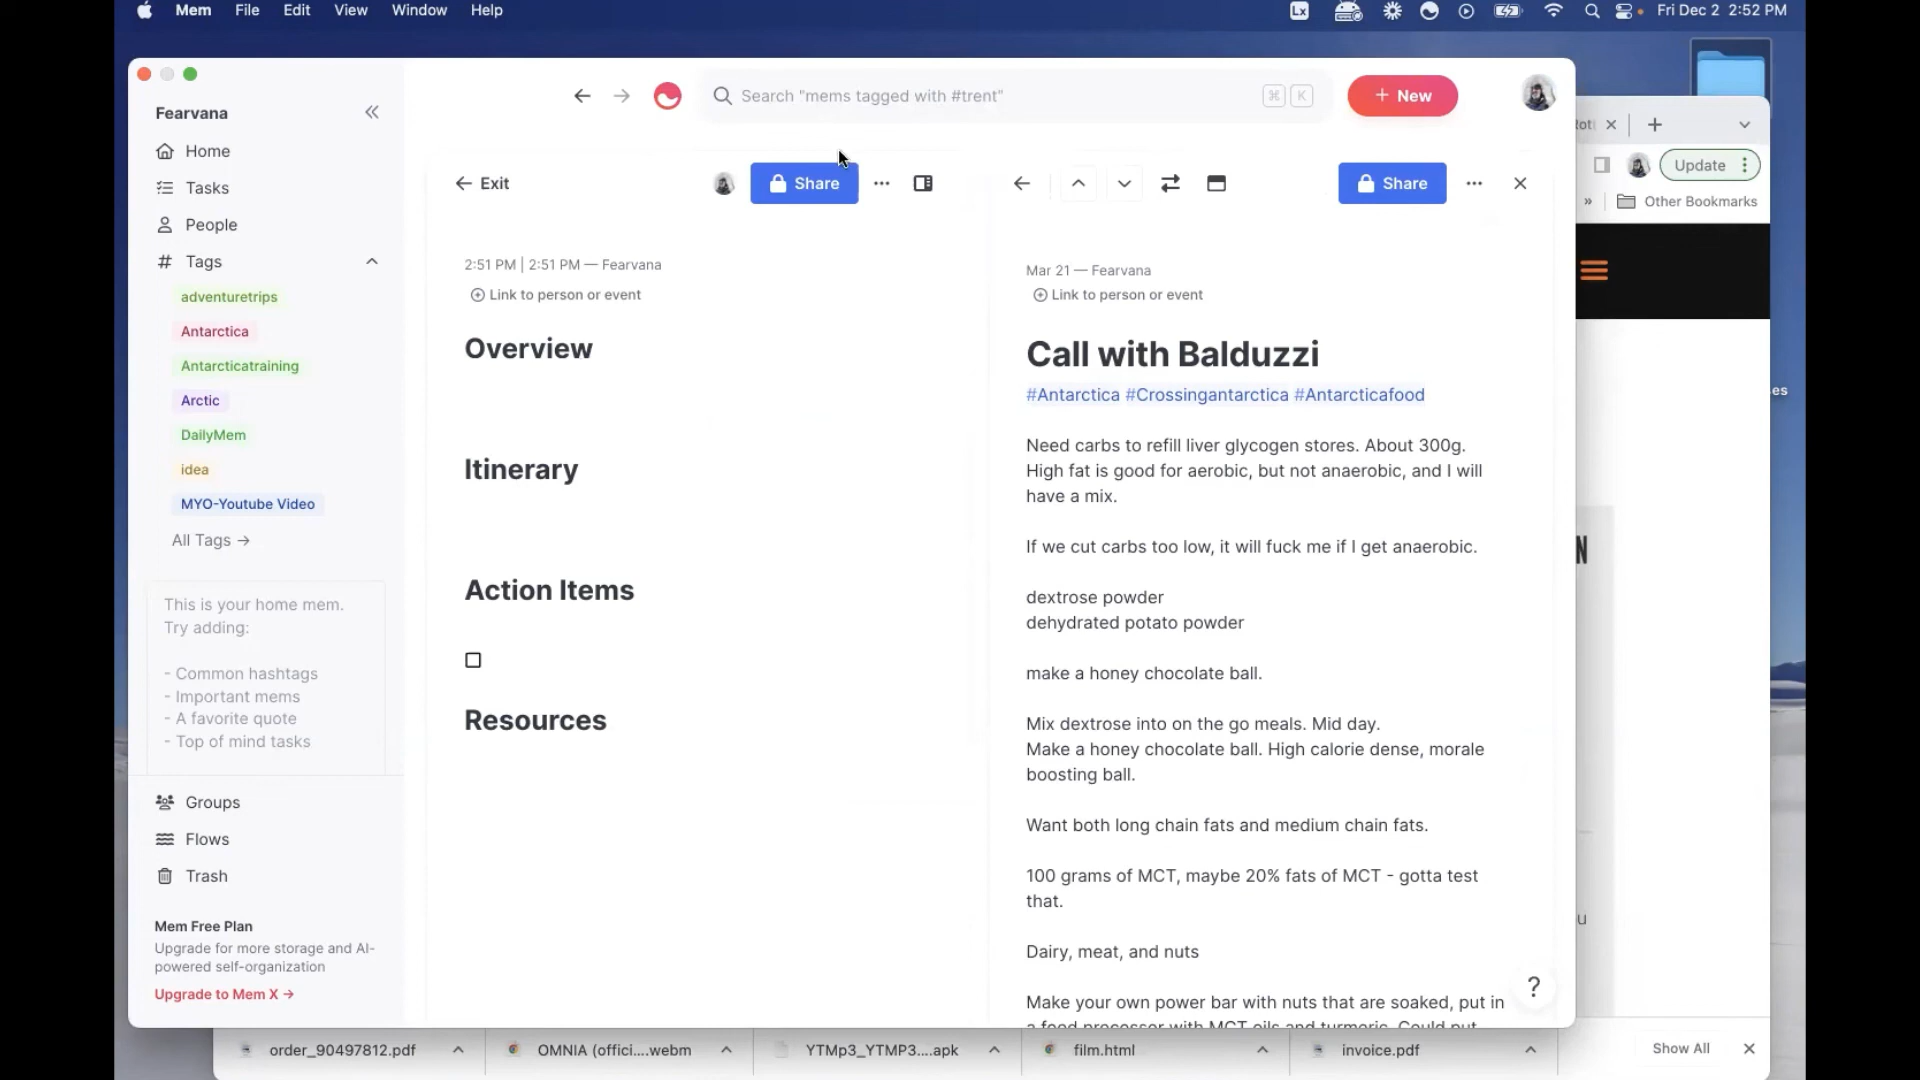 Mem File Edit View Window Help
Lx
Fri Dec 2 2:52 PM
Fearvana
Home
Tasks
People
# Tags
adventuretrips
Antarctica
Antarcticatraining
Arctic
DailyMem
idea
MYO-Youtube Video
All Tags →
This is your home mem.
Try adding:
- Common hashtags
- Important mems
- A favorite quote
- Top of mind tasks
Groups
Flows
Trash
Mem Free Plan
Upgrade for more storage and AI-
powered self-organization
Upgrade to Mem X →
Search "mems tagged with #trent"
⌘ K
+ New
← Exit
Share
2:51 PM | 2:51 PM — Fearvana
Link to person or event
Overview
Itinerary
Action Items
Resources
Share
Mar 21 — Fearvana
Link to person or event
Call with Balduzzi
#Antarctica #Crossingantarctica #Antarcticafood
Need carbs to refill liver glycogen stores. About 300g.
High fat is good for aerobic, but not anaerobic, and I will
have a mix.
If we cut carbs too low, it will fuck me if I get anaerobic.
dextrose powder
dehydrated potato powder
make a honey chocolate ball.
Mix dextrose into on the go meals. Mid day.
Make a honey chocolate ball. High calorie dense, morale
boosting ball.
Want both long chain fats and medium chain fats.
100 grams of MCT, maybe 20% fats of MCT - gotta test
that.
Dairy, meat, and nuts
Make your own power bar with nuts that are soaked, put in
a food processor with MCT oils and turmeric. Could put
?
Update
» Other Bookmarks
es
N
u
order_90497812.pdf
OMNIA (offici....webm
YTMp3_YTMP3....apk
film.html
invoice.pdf
Show All